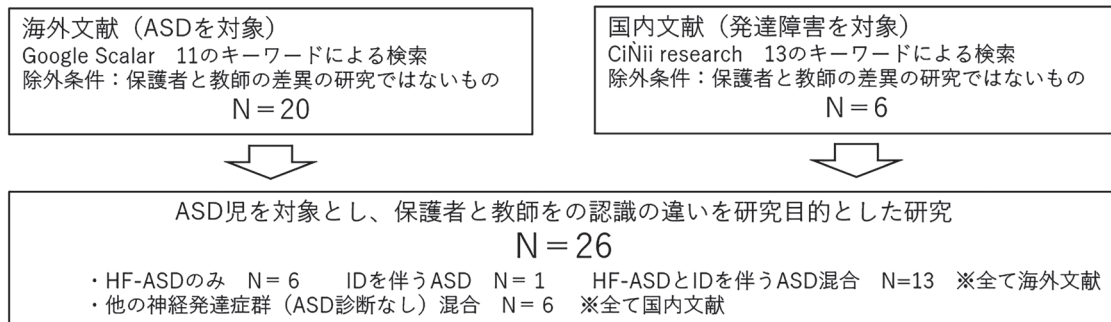 海外文献（ASDを対象）
Google Scholar　11のキーワードによる検索
除外条件：保護者と教師の差異の研究ではないもの
N＝20
国内文献（発達障害を対象）
CiÑii research　13のキーワードによる検索
除外条件：保護者と教師の差異の研究ではないもの
N＝6
ASD児を対象とし、保護者と教師をの認識の違いを研究目的とした研究
N＝26
・HF-ASDのみ　N＝６　　IDを伴うASD　N＝１　　HF-ASDとIDを伴うASD混合　N=13　※全て海外文献
・他の神経発達症群（ASD診断なし）混合　N＝６　※全て国内文献